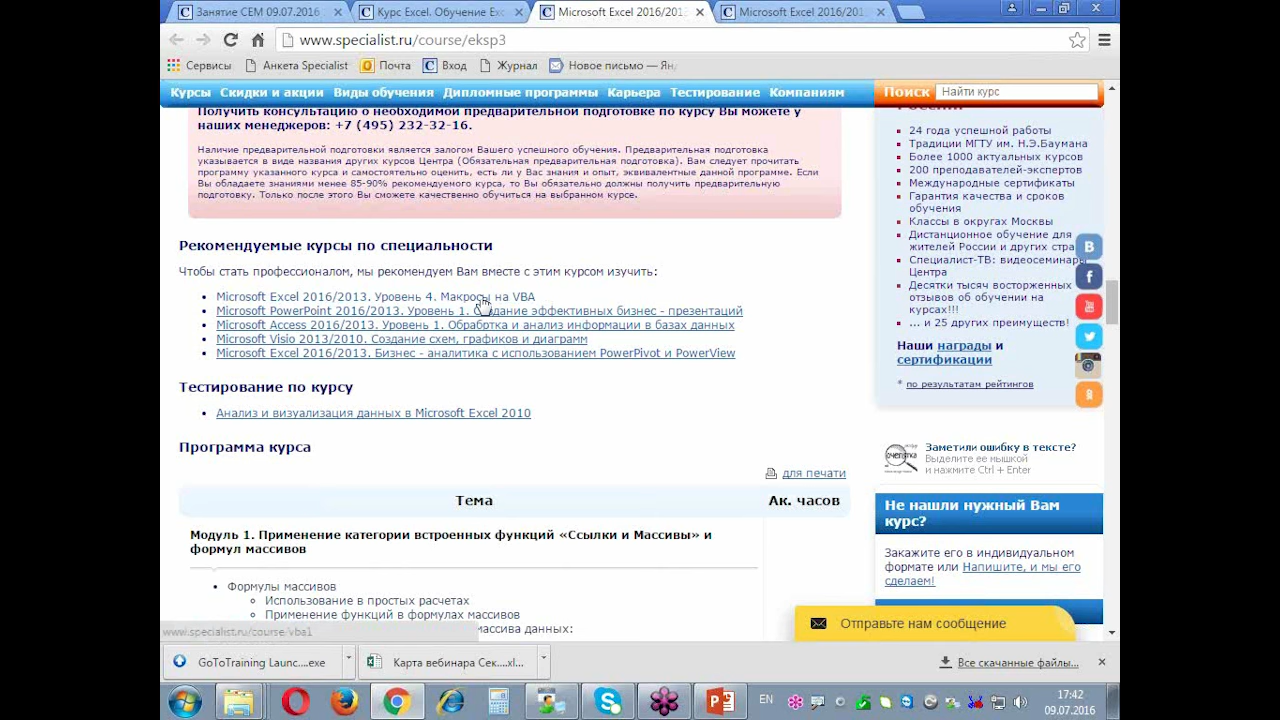 Занятие СЕМ 09.07.2016
Курс Excel. Обучение Exc
Microsoft Excel 2016/2013
Microsoft Excel 2016/201
www.specialist.ru/course/eksp3
Сервисы
Анкета Specialist
Почта
Вход
Журнал
Новое письмо — Ян
Курсы Скидки и акции Виды обучения Дипломные программы Карьера Тестирование Компаниям
Поиск Найти курс
Получить консультацию о необходимой предварительной подготовке по курсу Вы можете у
наших менеджеров: +7 (495) 232-32-16.
Наличие предварительной подготовки является залогом Вашего успешного обучения. Предварительная подготовка
указывается в виде названия других курсов Центра (Обязательная предварительная подготовка). Вам следует прочитать
программу указанного курса и самостоятельно оценить, есть ли у Вас знания и опыт, эквивалентные данной программе. Если
Вы обладаете знаниями менее 85-90% рекомендуемого курса, то Вы обязательно должны получить предварительную
подготовку. Только после этого Вы сможете качественно обучиться на выбранном курсе.
Рекомендуемые курсы по специальности
Чтобы стать профессионалом, мы рекомендуем Вам вместе с этим курсом изучить:
Microsoft Excel 2016/2013. Уровень 4. Макросы на VBA
Microsoft PowerPoint 2016/2013. Уровень 1. Создание эффективных бизнес - презентаций
Microsoft Access 2016/2013. Уровень 1. Обработка и анализ информации в базах данных
Microsoft Visio 2013/2010. Создание схем, графиков и диаграмм
Microsoft Excel 2016/2013. Бизнес - аналитика с использованием PowerPivot и PowerView
Тестирование по курсу
Анализ и визуализация данных в Microsoft Excel 2010
Программа курса
для печати
Тема
Ак. часов
Модуль 1. Применение категории встроенных функций «Ссылки и Массивы» и
формул массивов
Формулы массивов
Использование в простых расчетах
Применение функций в формулах массивов
массива данных:
www.specialist.ru/course/vba1
России
24 года успешной работы
Традиции МГТУ им. Н.Э.Баумана
Более 1000 актуальных курсов
200 преподавателей-экспертов
Международные сертификаты
Гарантия качества и сроков
обучения
Классы в округах Москвы
Дистанционное обучение для
жителей России и других стра
Специалист-ТВ: видеосеминары
Центра
Десятки тысяч восторженных
отзывов об обучении на
курсах!!!
... и 25 других преимуществ!
Наши награды и
сертификации
* по результатам рейтингов
Заметили ошибку в тексте?
Выделите ее мышкой
и нажмите Ctrl + Enter
Не нашли нужный Вам
курс?
Закажите его в индивидуальном
формате или Напишите, и мы его
сделаем!
Отправьте нам сообщение
GoToTraining Launc....exe
Карта вебинара Сек....xl...
Все скачанные файлы...
EN
17:42
09.07.2016